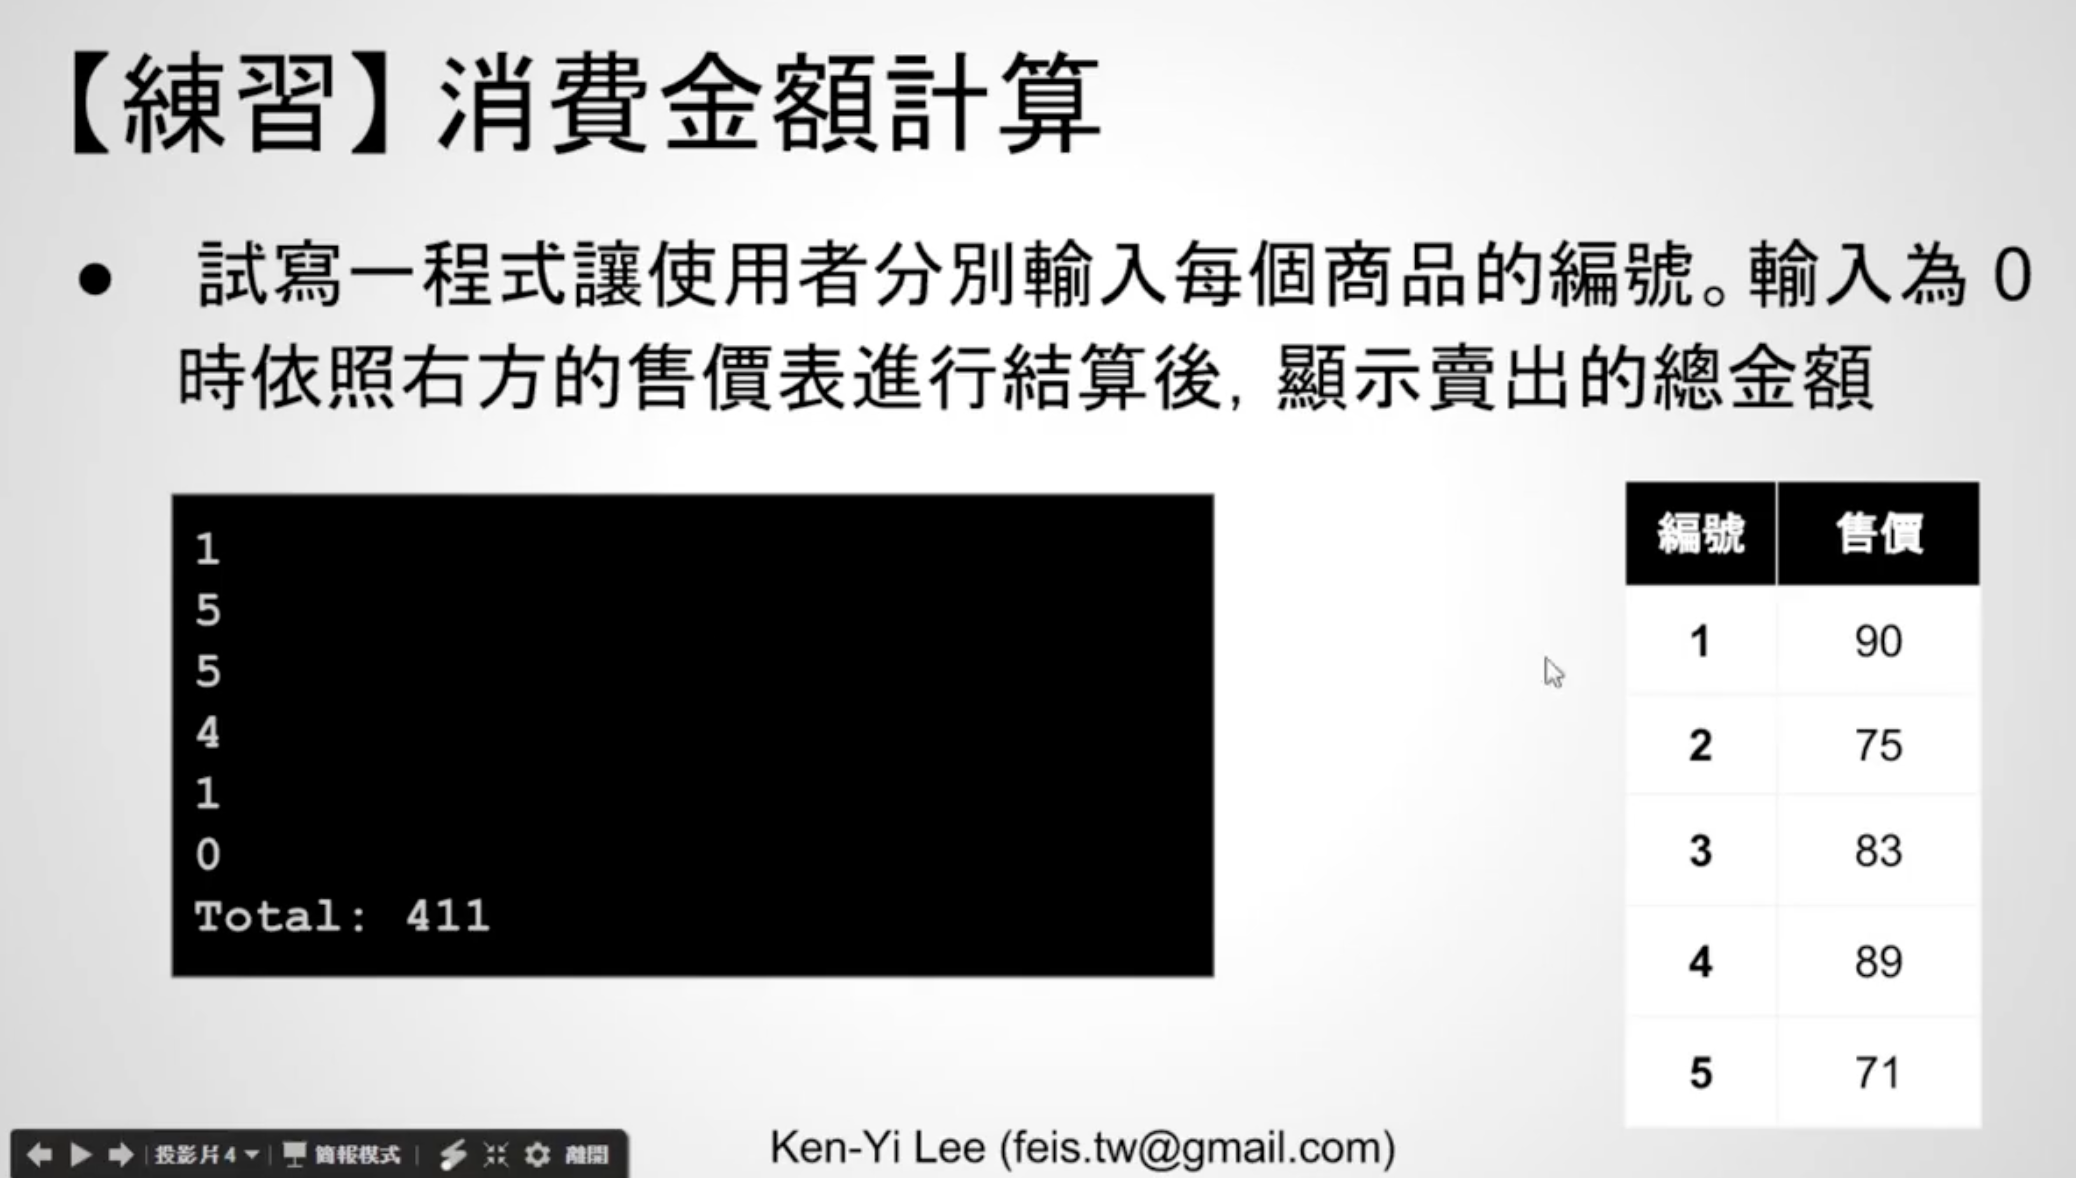 【練習】消費金額計算
● 試寫一程式讓使用者分別輸入每個商品的編號。輸入為 0
時依照右方的售價表進行結算後, 顯示賣出的總金額
1
5
5
4
1
0
Total: 411
編號 售價
1 90
2 75
3 83
4 89
5 71
Ken-Yi Lee (feis.tw@gmail.com)
投影片 4 簡報模式 離開